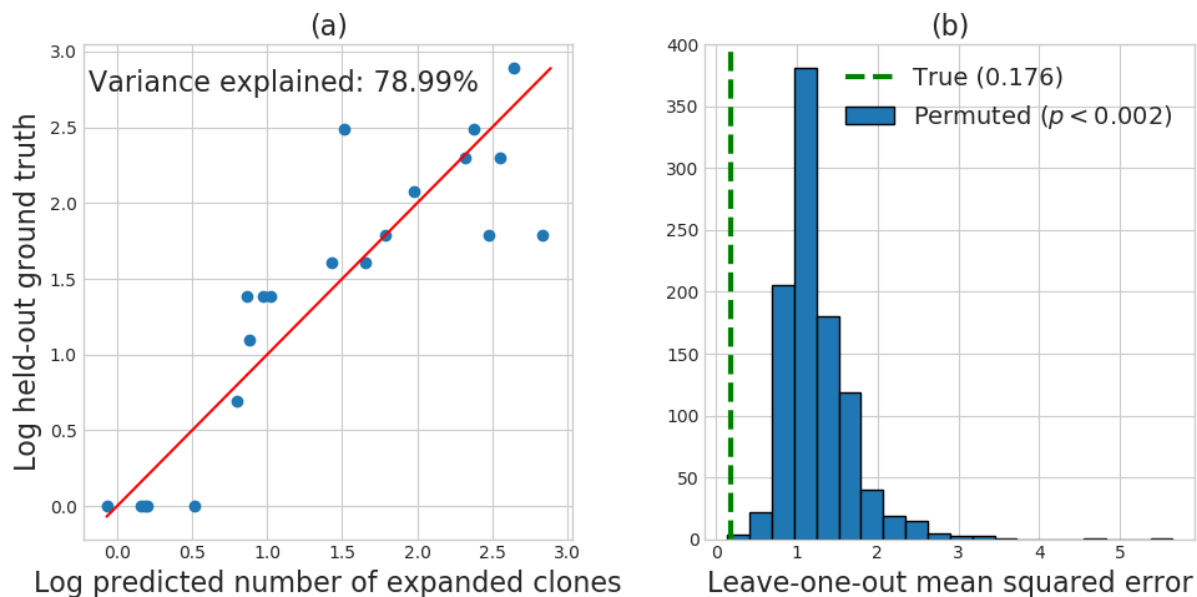 (a)
Variance explained: 78.99%
Log held-out ground truth
3.0
2.5
2.0
1.5
1.0
0.5
0.0
0.0 0.5 1.0 1.5 2.0 2.5 3.0
Log predicted number of expanded clones
(b)
True (0.176)
Permuted (p < 0.002)
400
350
300
250
200
150
100
50
0
0 1 2 3 4 5
Leave-one-out mean squared error